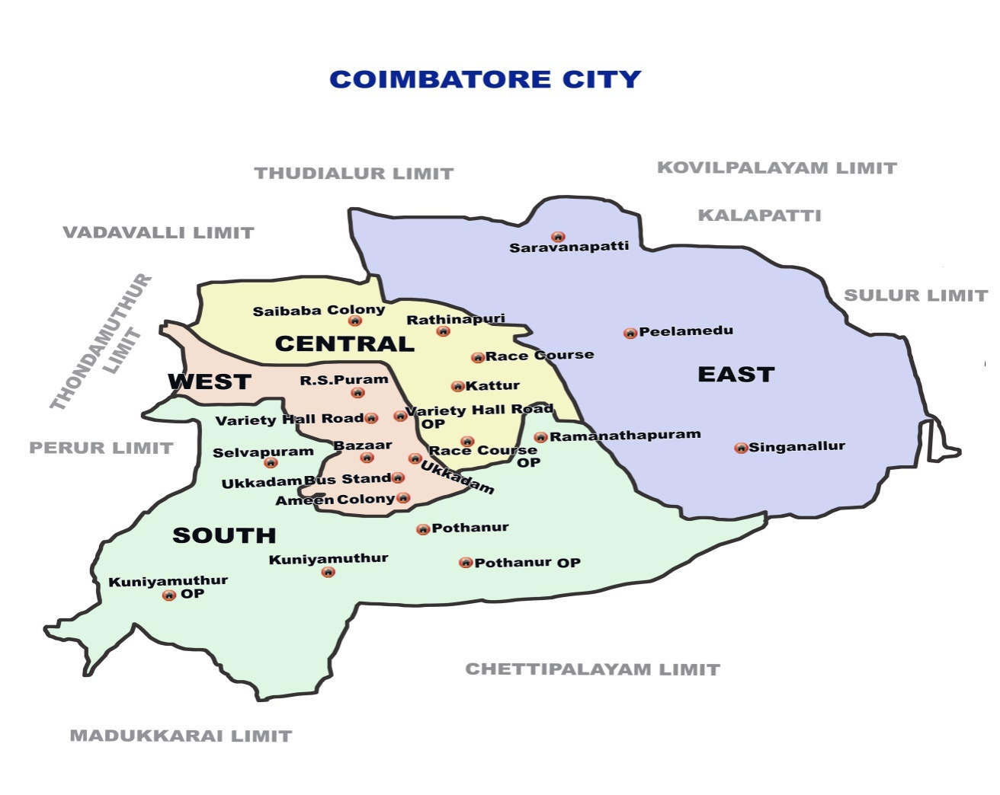 COIMBATORE CITY
THUDIALUR LIMIT
KOVILPALAYAM LIMIT
KALAPATTI
VADAVALLI LIMIT
THONDAMUTHUR
LIMIT
SULUR LIMIT
PERUR LIMIT
Saravanapatti
Peelamedu
EAST
Singanallur
Saibaba Colony
Rathinapuri
CENTRAL
Race Course
Kattur
Race Course
OP
WEST
R.S.Puram
Variety Hall Road
Variety Hall Road
OP
Bazaar
Ukkadam
Ukkadam Bus Stand
Ameen Colony
Ramanathapuram
Selvapuram
SOUTH
Pothanur
Pothanur OP
Kuniyamuthur
Kuniyamuthur
OP
CHETTIPALAYAM LIMIT
MADUKKARAI LIMIT